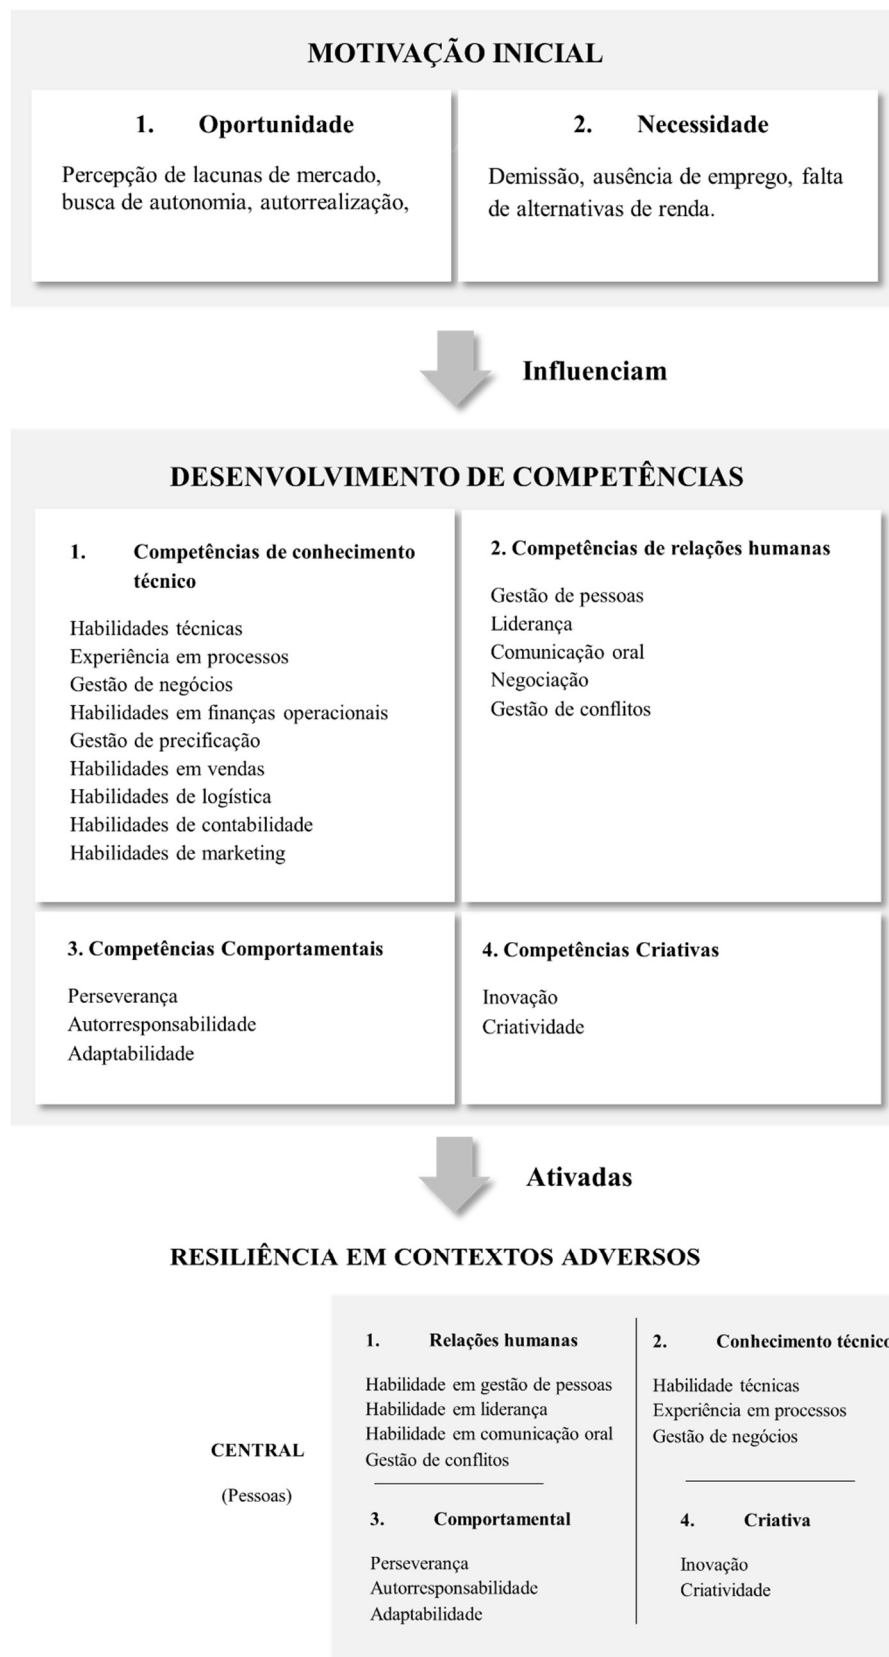 MOTIVAÇÃO INICIAL
1. Oportunidade
Percepção de lacunas de mercado,
busca de autonomia, autorrealização,
2. Necessidade
Demissão, ausência de emprego, falta
de alternativas de renda.
Influenciam
DESENVOLVIMENTO DE COMPETÊNCIAS
1. Competências de conhecimento
técnico
Habilidades técnicas
Experiência em processos
Gestão de negócios
Habilidades em finanças operacionais
Gestão de precificação
Habilidades em vendas
Habilidades de logística
Habilidades de contabilidade
Habilidades de marketing
2. Competências de relações humanas
Gestão de pessoas
Liderança
Comunicação oral
Negociação
Gestão de conflitos
3. Competências Comportamentais
Perseverança
Autorresponsabilidade
Adaptabilidade
4. Competências Criativas
Inovação
Criatividade
Ativadas
RESILIÊNCIA EM CONTEXTOS ADVERSOS
CENTRAL
(Pessoas)
1. Relações humanas
Habilidade em gestão de pessoas
Habilidade em liderança
Habilidade em comunicação oral
Gestão de conflitos
2. Conhecimento técnico
Habilidade técnicas
Experiência em processos
Gestão de negócios
3. Comportamental
Perseverança
Autorresponsabilidade
Adaptabilidade
4. Criativa
Inovação
Criatividade